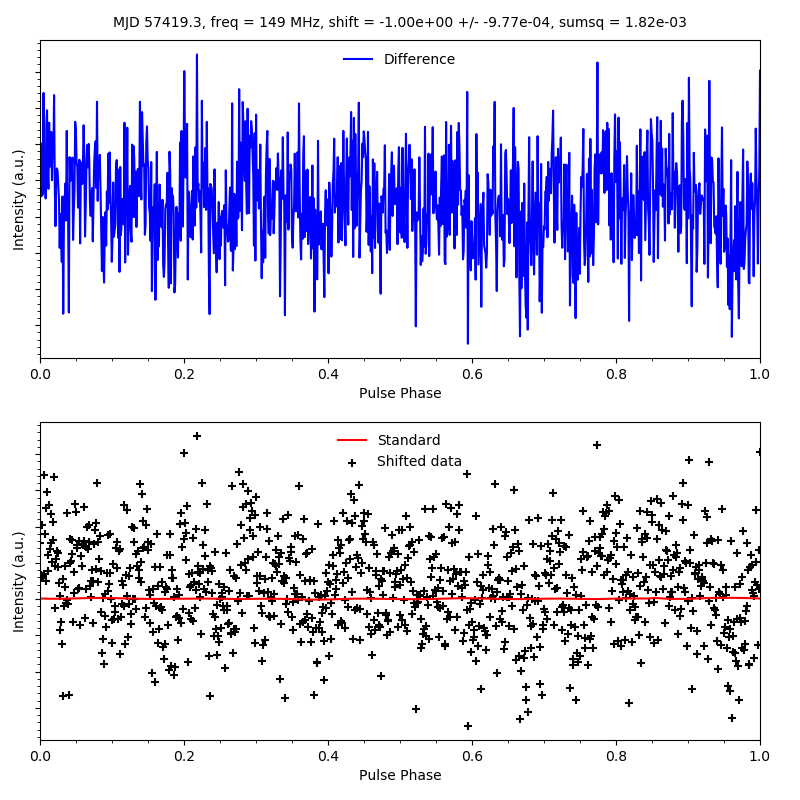 MJD 57419.3, freq = 149 MHz, shift = -1.00e+00 +/- -9.77e-04, sumsq = 1.82e-03
Difference
Intensity (a.u.)
0.0 0.2 0.4 0.6 0.8 1.0
Pulse Phase
Standard
Shifted data
Intensity (a.u.)
0.0 0.2 0.4 0.6 0.8 1.0
Pulse Phase